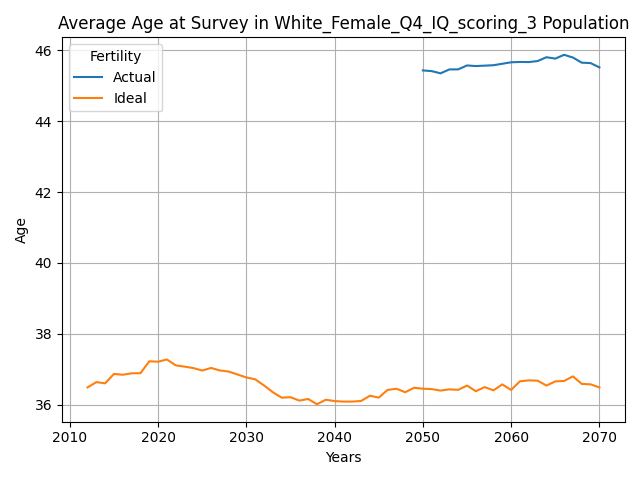 Average Age at Survey in White_Female_Q4_IQ_scoring_3 Population
Fertility
Actual
Ideal
46
44
42
40
38
36
Age
2010 2020 2030 2040 2050 2060 2070
Years